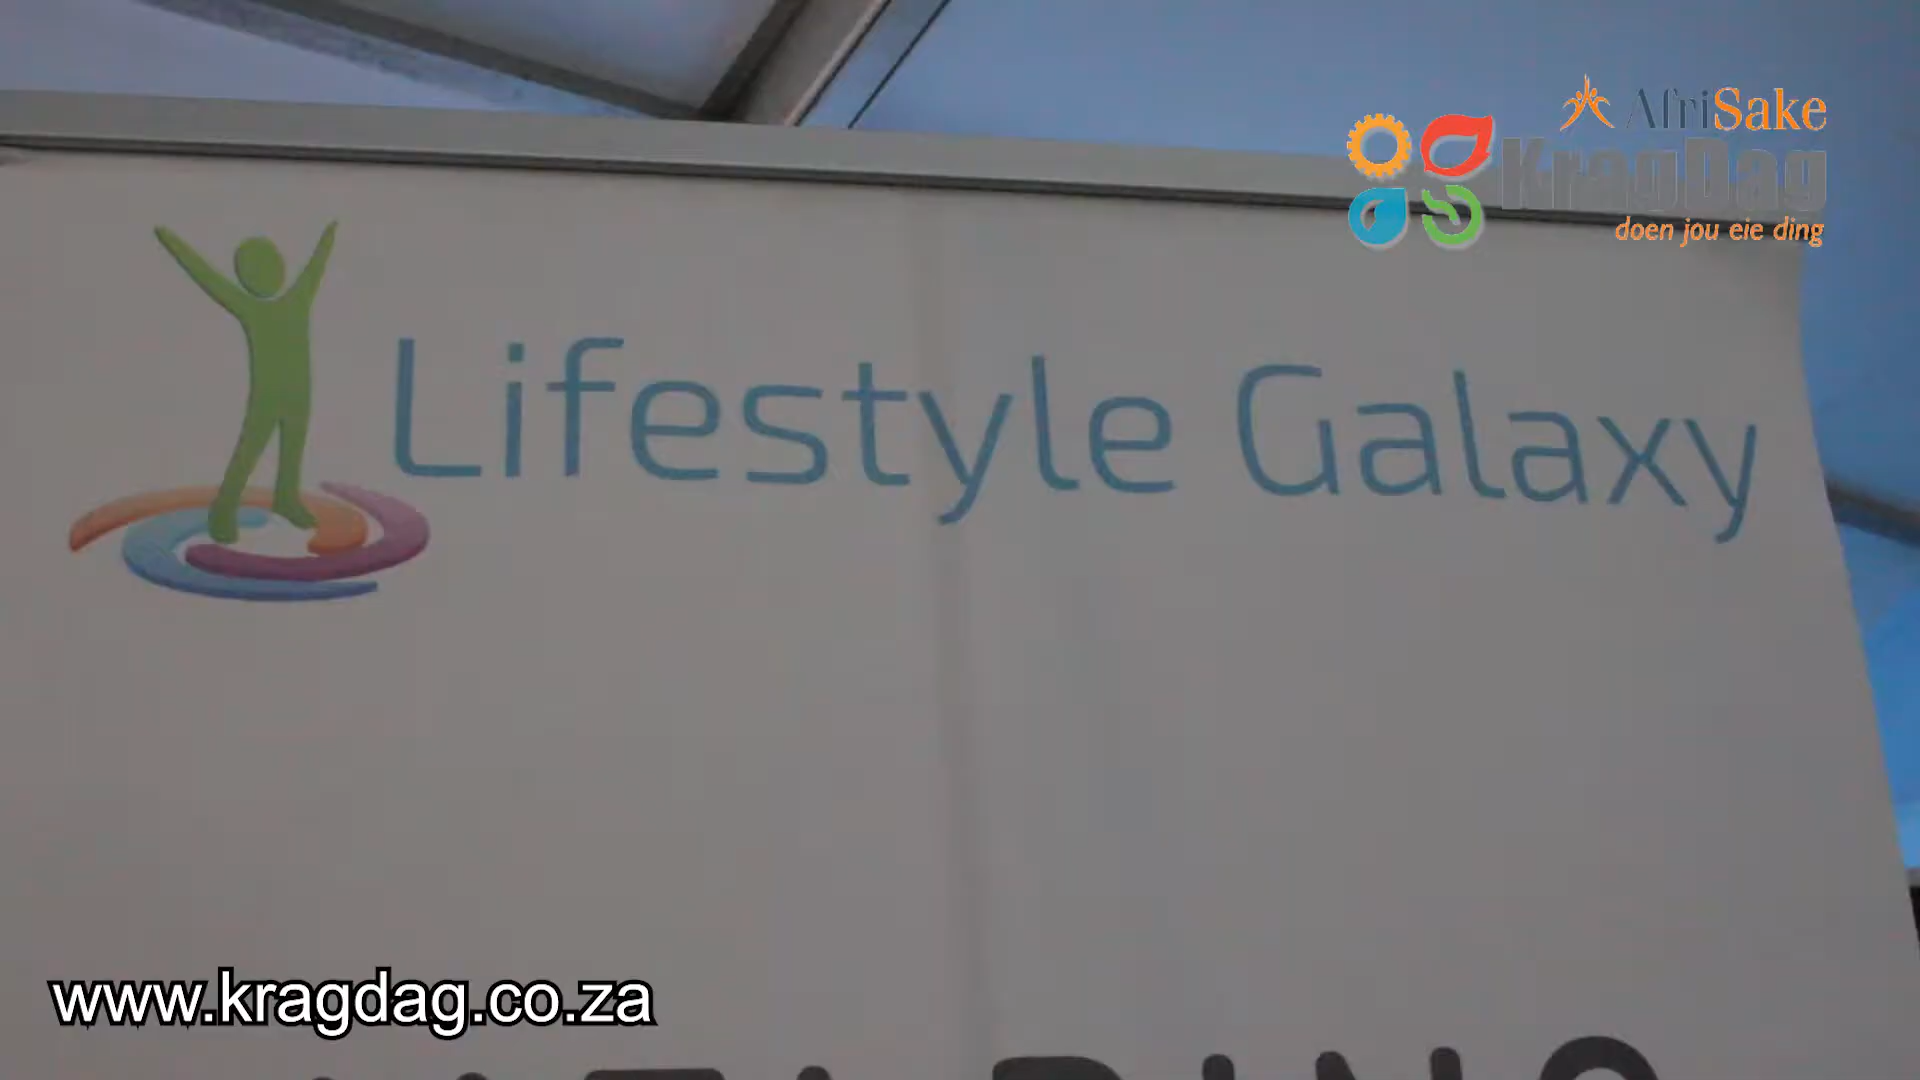 AfriSake
KragDag
doen jou eie ding
Lifestyle Galaxy
www.kragdag.co.za